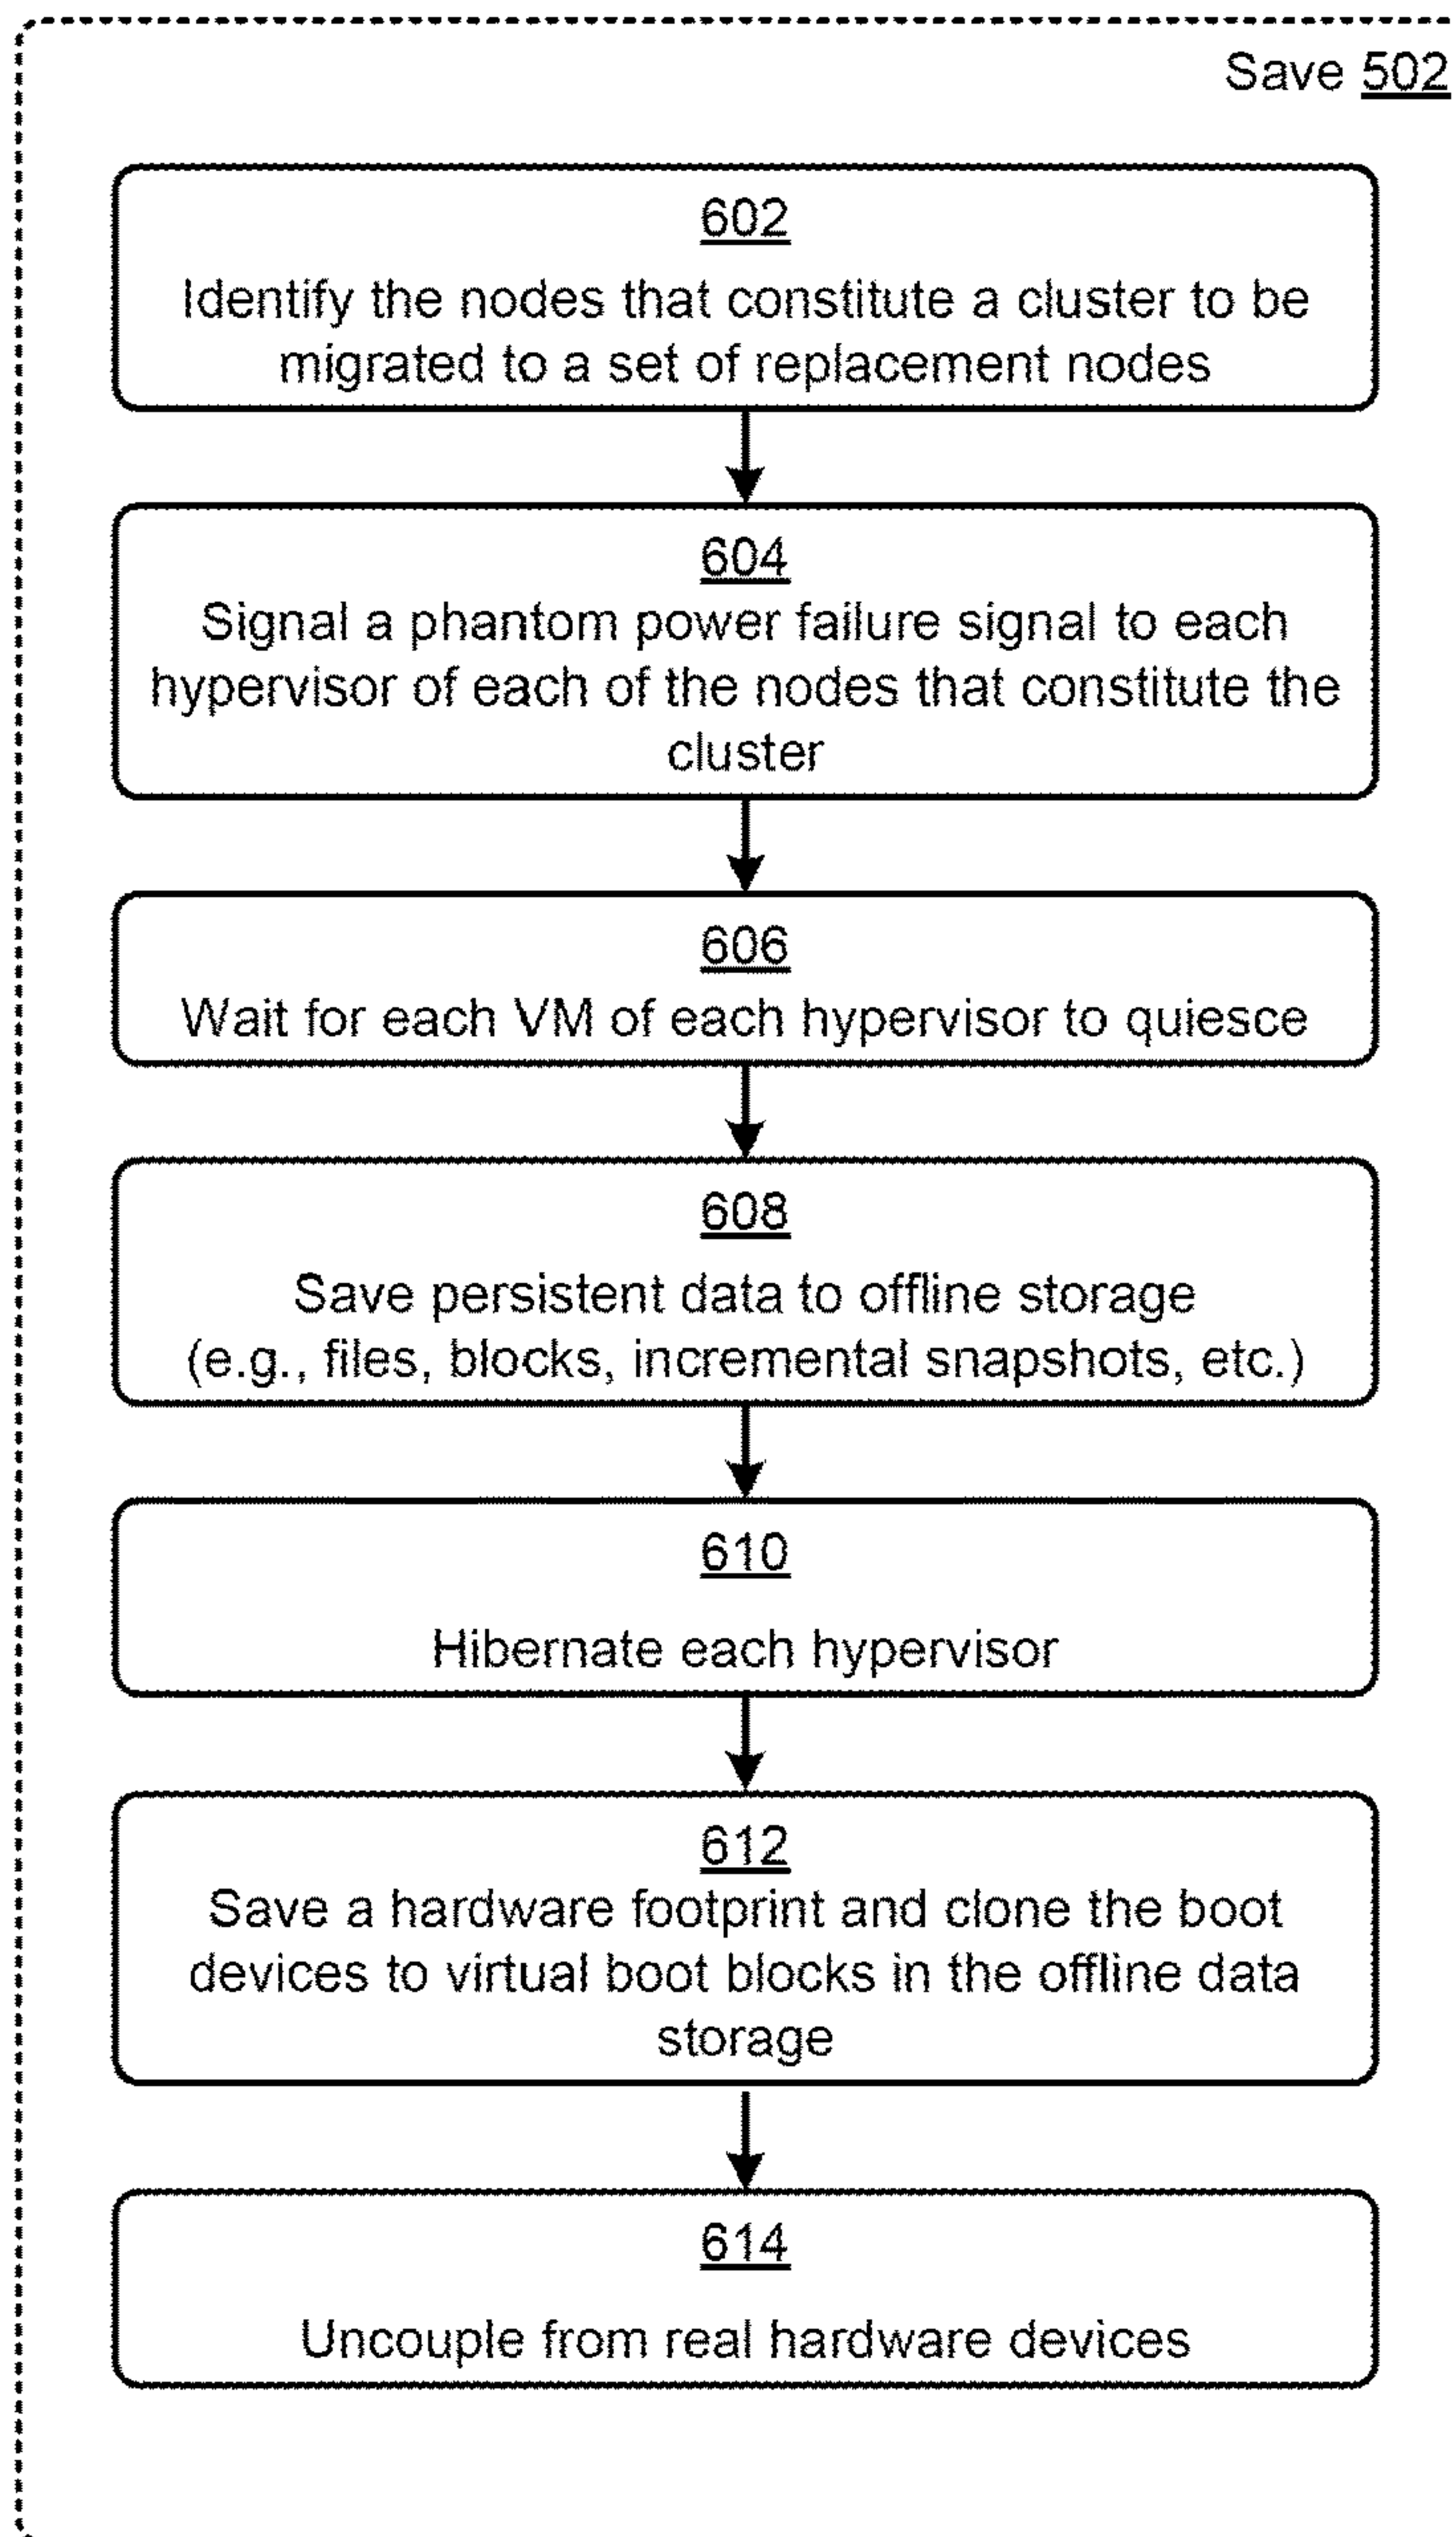 Save 502
602
Identify the nodes that constitute a cluster to be
migrated to a set of replacement nodes
604
Signal a phantom power failure signal to each
hypervisor of each of the nodes that constitute the
cluster
606
Wait for each VM of each hypervisor to quiesce
608
Save persistent data to offline storage
(e.g., files, blocks, incremental snapshots, etc.)
610
Hibernate each hypervisor
612
Save a hardware footprint and clone the boot
devices to virtual boot blocks in the offline data
storage
614
Uncouple from real hardware devices